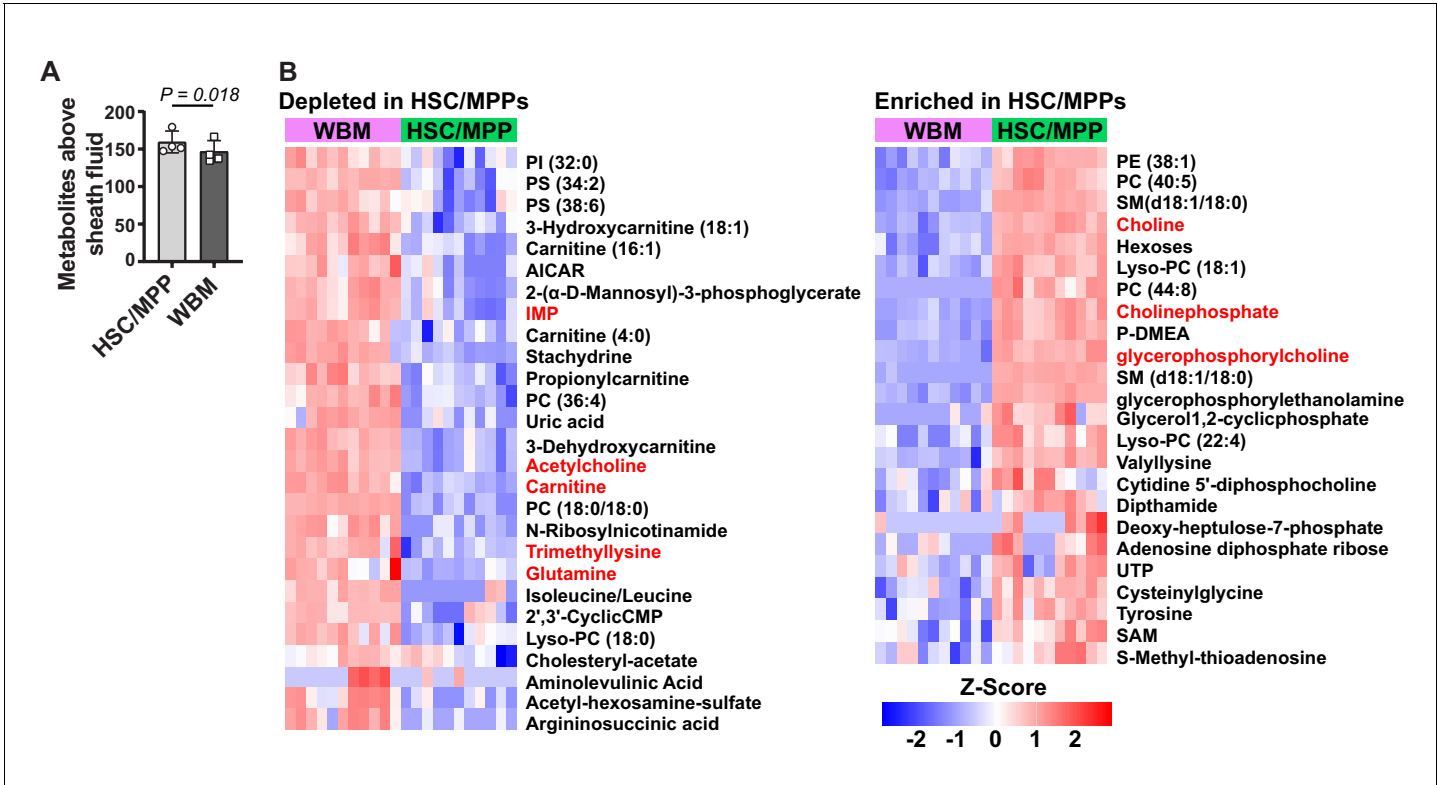 A
P = 0.018
Metabolites above
sheath fluid
200
150
100
50
0
HSC/MPP
WBM
B
Depleted in HSC/MPPs
WBM
HSC/MPP
PI (32:0)
PS (34:2)
PS (38:6)
3-Hydroxycarnitine (18:1)
Carnitine (16:1)
AICAR
2-(α-D-Mannosyl)-3-phosphoglycerate
IMP
Carnitine (4:0)
Stachydrine
Propionylcarnitine
PC (36:4)
Uric acid
3-Dehydroxycarnitine
Acetylcholine
Carnitine
PC (18:0/18:0)
N-Ribosylnicotinamide
Trimethyllysine
Glutamine
Isoleucine/Leucine
2',3'-CyclicCMP
Lyso-PC (18:0)
Cholesteryl-acetate
Aminolevulinic Acid
Acetyl-hexosamine-sulfate
Argininosuccinic acid
Enriched in HSC/MPPs
WBM
HSC/MPP
PE (38:1)
PC (40:5)
SM(d18:1/18:0)
Choline
Hexoses
Lyso-PC (18:1)
PC (44:8)
Cholinephosphate
P-DMEA
glycerophosphorylcholine
SM (d18:1/18:0)
glycerophosphorylethanolamine
Glycerol1,2-cyclicphosphate
Lyso-PC (22:4)
Valyllysine
Cytidine 5'-diphosphocholine
Dipthamide
Deoxy-heptulose-7-phosphate
Adenosine diphosphate ribose
UTP
Cysteinylglycine
Tyrosine
SAM
S-Methyl-thioadenosine
Z-Score
-2 -1 0 1 2